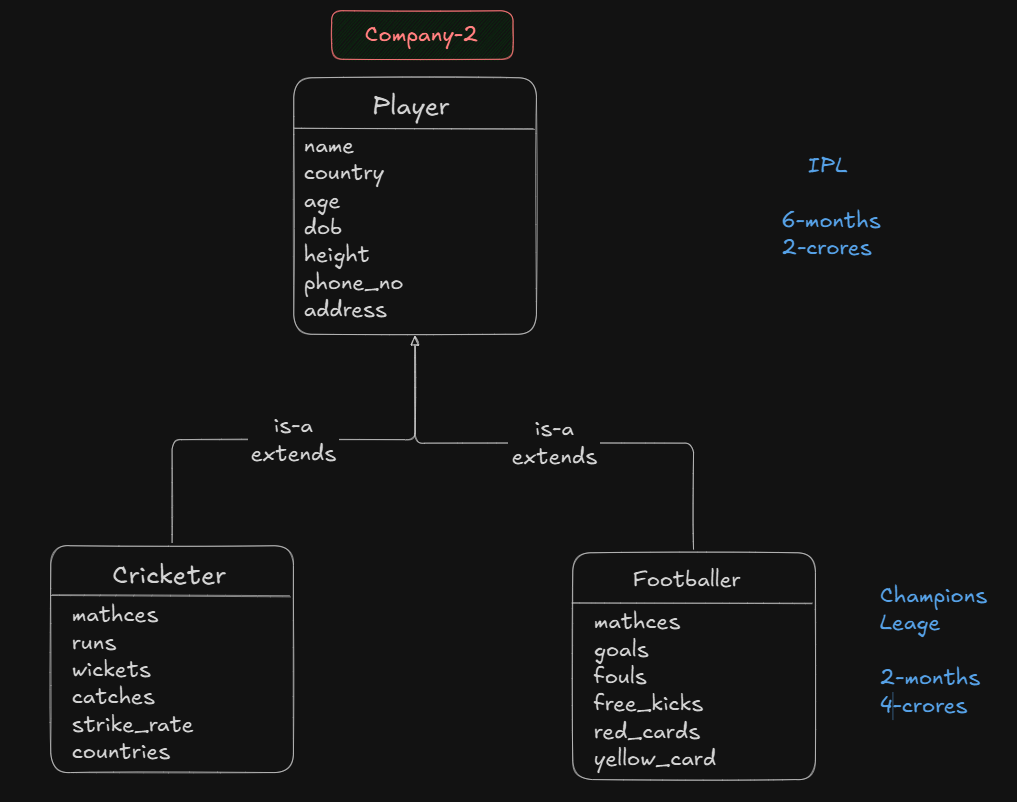 Company-2
Player
name
country
age
dob
height
phone_no
address
IPL
6-months
2-crores
is-a
extends
is-a
extends
Cricketer
mathces
runs
wickets
catches
strike_rate
countries
Footballer
mathces
goals
fouls
free_kicks
red_cards
yellow_card
Champions
Leage
2-months
4-crores